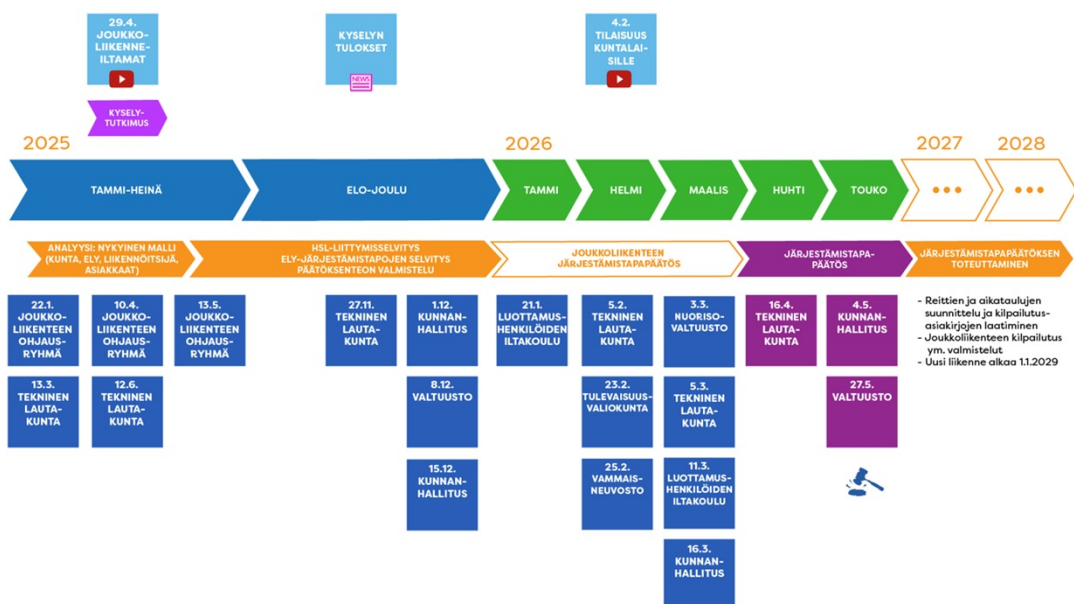 29.4.
JOUKKO-
LIIKENNE-
ILTAMAT
KYSELYN
TULOKSET
NEWS
4.2.
TILAISUUS
KUNTALAI-
SILLE
KYSELY-
TUTKIMUS
2025
2026
2027
2028
TAMMI-HEINÄ
ELO-JOULU
TAMMI
HELMI
MAALIS
HUHTI
TOUKO
•••
•••
ANALYYSI: NYKYINEN MALLI
(KUNTA, ELY, LIIKENNÖITSIJÄ,
ASIAKKAAT)
HSL-LIITTYMISSELVITYS
ELY-JÄRJESTÄMISTAPOJEN SELVITYS
PÄÄTÖKSENTEON VALMISTELU
JOUKKOLIIKENTEEN
JÄRJESTÄMISTAPAPÄÄTÖS
JÄRJESTÄMISTAPA-
PÄÄTÖS
JÄRJESTÄMISTAPAPÄÄTÖKSEN
TOTEUTTAMINEN
22.1.
JOUKKO-
LIIKENTEEN
OHJAUS-
RYHMÄ
10.4.
JOUKKO-
LIIKENTEEN
OHJAUS-
RYHMÄ
13.5.
JOUKKO-
LIIKENTEEN
OHJAUS-
RYHMÄ
27.11.
TEKNINEN
LAUTA-
KUNTA
1.12.
KUNNAN-
HALLITUS
21.1.
LUOTTAMUS-
HENKILÖIDEN
ILTAKOULU
5.2.
TEKNINEN
LAUTA-
KUNTA
3.3.
NUORISO-
VALTUUSTO
16.4.
TEKNINEN
LAUTA-
KUNTA
4.5.
KUNNAN-
HALLITUS
- Reittien ja aikataulujen
suunnittelu ja kilpailutus-
asiakirjojen laatiminen
- Joukkoliikenteen kilpailutus
ym. valmistelut
- Uusi liikenne alkaa 1.1.2029
13.3.
TEKNINEN
LAUTA-
KUNTA
12.6.
TEKNINEN
LAUTA-
KUNTA
8.12.
VALTUUSTO
23.2.
TULEVAISUUS-
VALIOKUNTA
5.3.
TEKNINEN
LAUTA-
KUNTA
27.5.
VALTUUSTO
15.12.
KUNNAN-
HALLITUS
25.2.
VAMMAIS-
NEUVOSTO
11.3.
LUOTTAMUS-
HENKILÖIDEN
ILTAKOULU
16.3.
KUNNAN-
HALLITUS